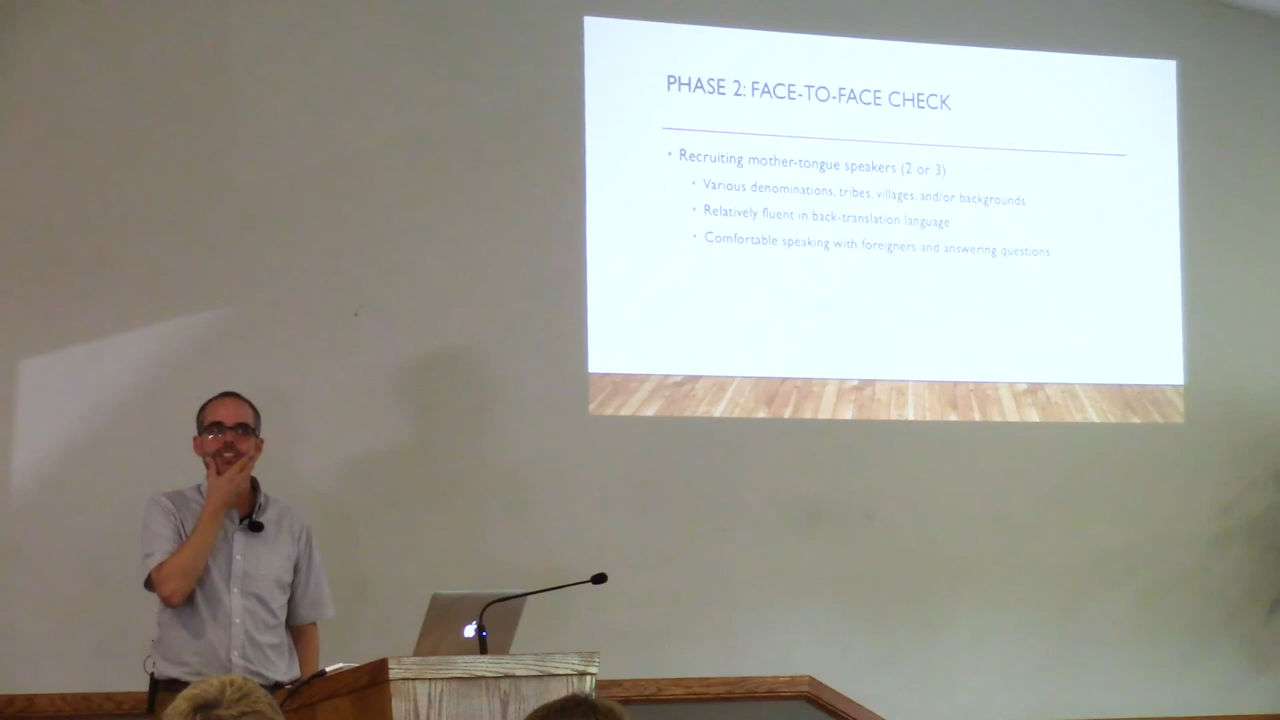 PHASE 2: FACE-TO-FACE CHECK
• Recruiting mother-tongue speakers (2 or 3)
• Various denominations, tribes, villages, and/or backgrounds
• Relatively fluent in back-translation language
• Comfortable speaking with foreigners and answering questions